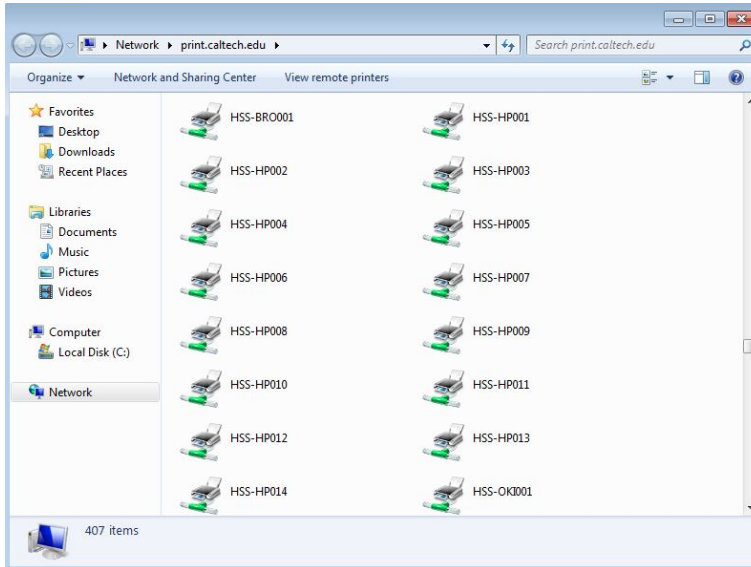 Network ▸ print.caltech.edu ▸ Search print.caltech.edu
Organize Network and Sharing Center View remote printers
Favorites
Desktop
Downloads
Recent Places
Libraries
Documents
Music
Pictures
Videos
Computer
Local Disk (C:)
Network
HSS-BRO001 HSS-HP001
HSS-HP002 HSS-HP003
HSS-HP004 HSS-HP005
HSS-HP006 HSS-HP007
HSS-HP008 HSS-HP009
HSS-HP010 HSS-HP011
HSS-HP012 HSS-HP013
HSS-HP014 HSS-OKI001
407 items